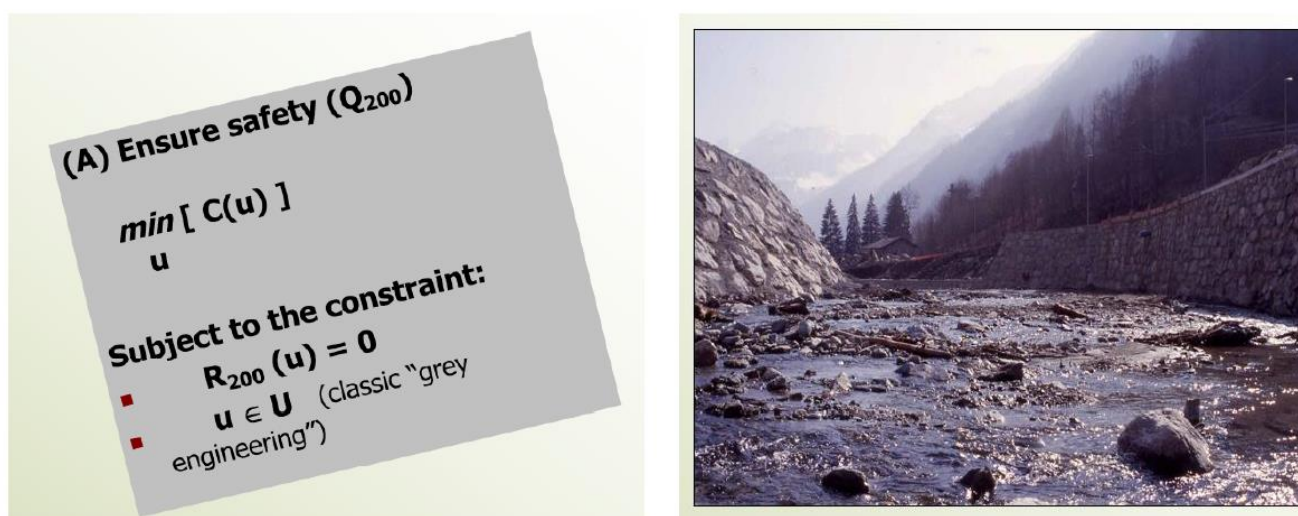 (A) Ensure safety (Q₂₀₀)
min [ C(u) ]
u
Subject to the constraint:
▪ R₂₀₀ (u) = 0
▪ u ∈ U (classic “grey
engineering”)